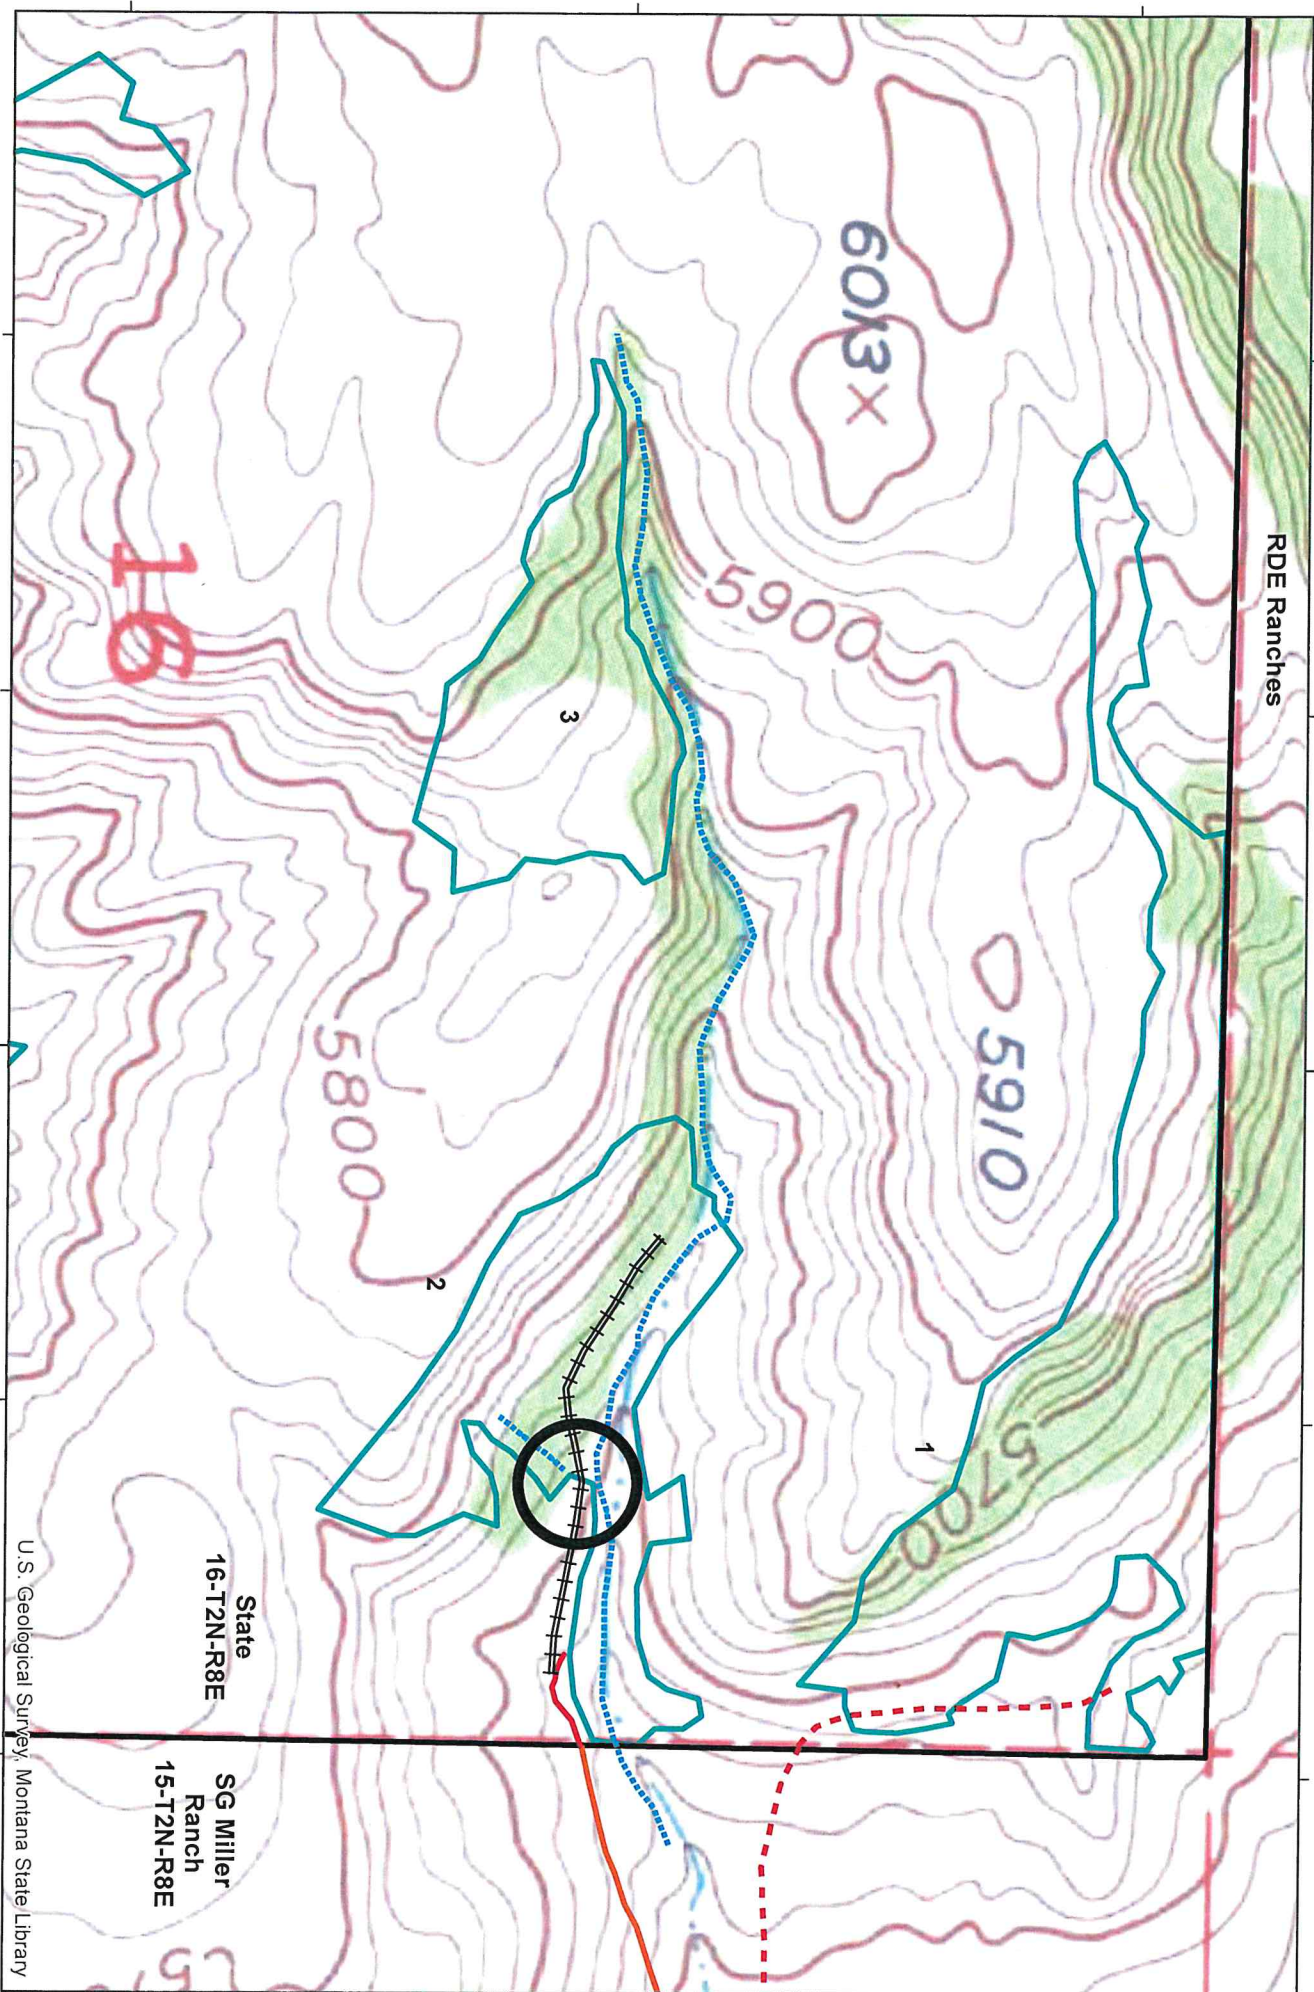 RDE Ranches
6013
5900
5910
5700
16
3
5800
2
1
State
16-T2N-R8E
SG Miller
Ranch
15-T2N-R8E
U.S. Geological Survey, Montana State Library